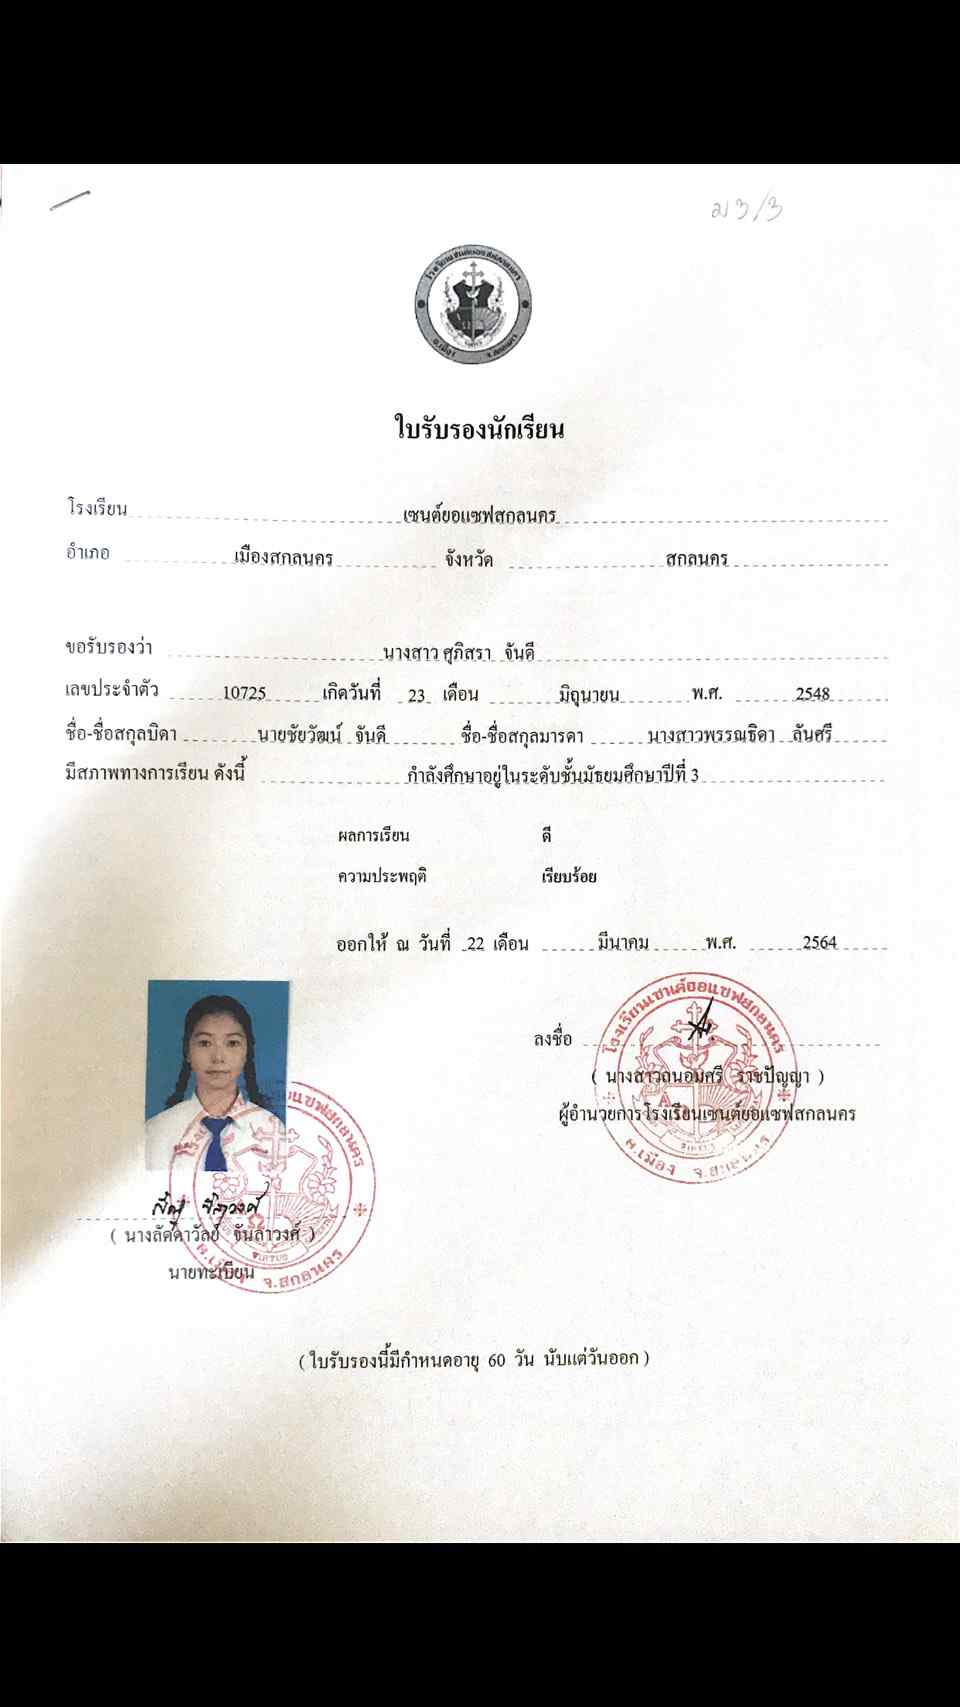 ม 3/3
ใบรับรองนักเรียน
โรงเรียน เซนต์ยอแซฟสกลนคร
อำเภอ เมืองสกลนคร จังหวัด สกลนคร
ขอรับรองว่า นางสาว ศุภิสรา จันดี
เลขประจำตัว 10725 เกิดวันที่ 23 เดือน มิถุนายน พ.ศ. 2548
ชื่อ-ชื่อสกุลบิดา นายชัยวัฒน์ จันดี ชื่อ-ชื่อสกุลมารดา นางสาวพรรณธิดา ลันศรี
มีสภาพทางการเรียน ดังนี้ กำลังศึกษาอยู่ในระดับชั้นมัธยมศึกษาปีที่ 3
ผลการเรียน ดี
ความประพฤติ เรียบร้อย
ออกให้ ณ วันที่ 22 เดือน มีนาคม พ.ศ. 2564
โรงเรียนเซนต์ยอแซฟสกลนคร
ลงชื่อ
( นางสาวถนอมศรี ราชปัญญา )
ผู้อำนวยการโรงเรียนเซนต์ยอแซฟสกลนคร
อ.เมือง จ.สกลนคร
( นางลัดดาวัลย์ จันลาวงศ์ )
นายทะเบียน
อ.เมือง จ.สกลนคร
( ใบรับรองนี้มีกำหนดอายุ 60 วัน นับแต่วันออก )